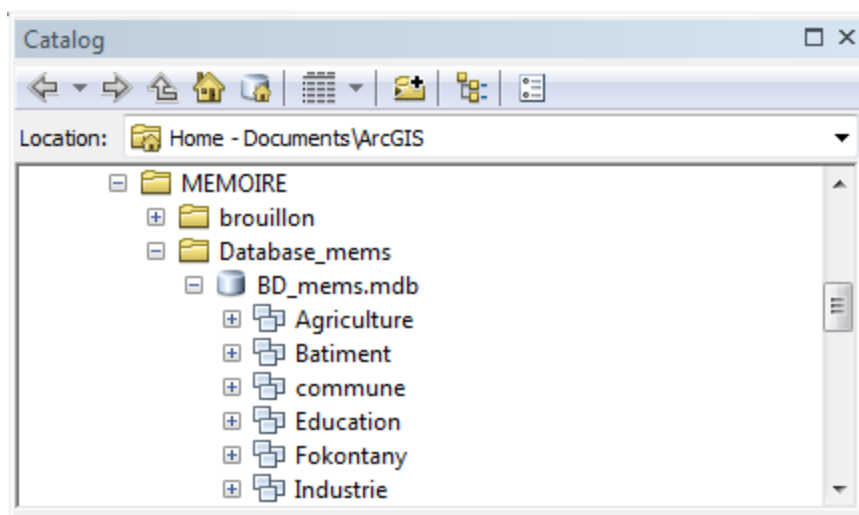 Catalog
Location: Home - Documents\ArcGIS
MEMOIRE
brouillon
Database_mems
BD_mems.mdb
Agriculture
Batiment
commune
Education
Fokontany
Industrie